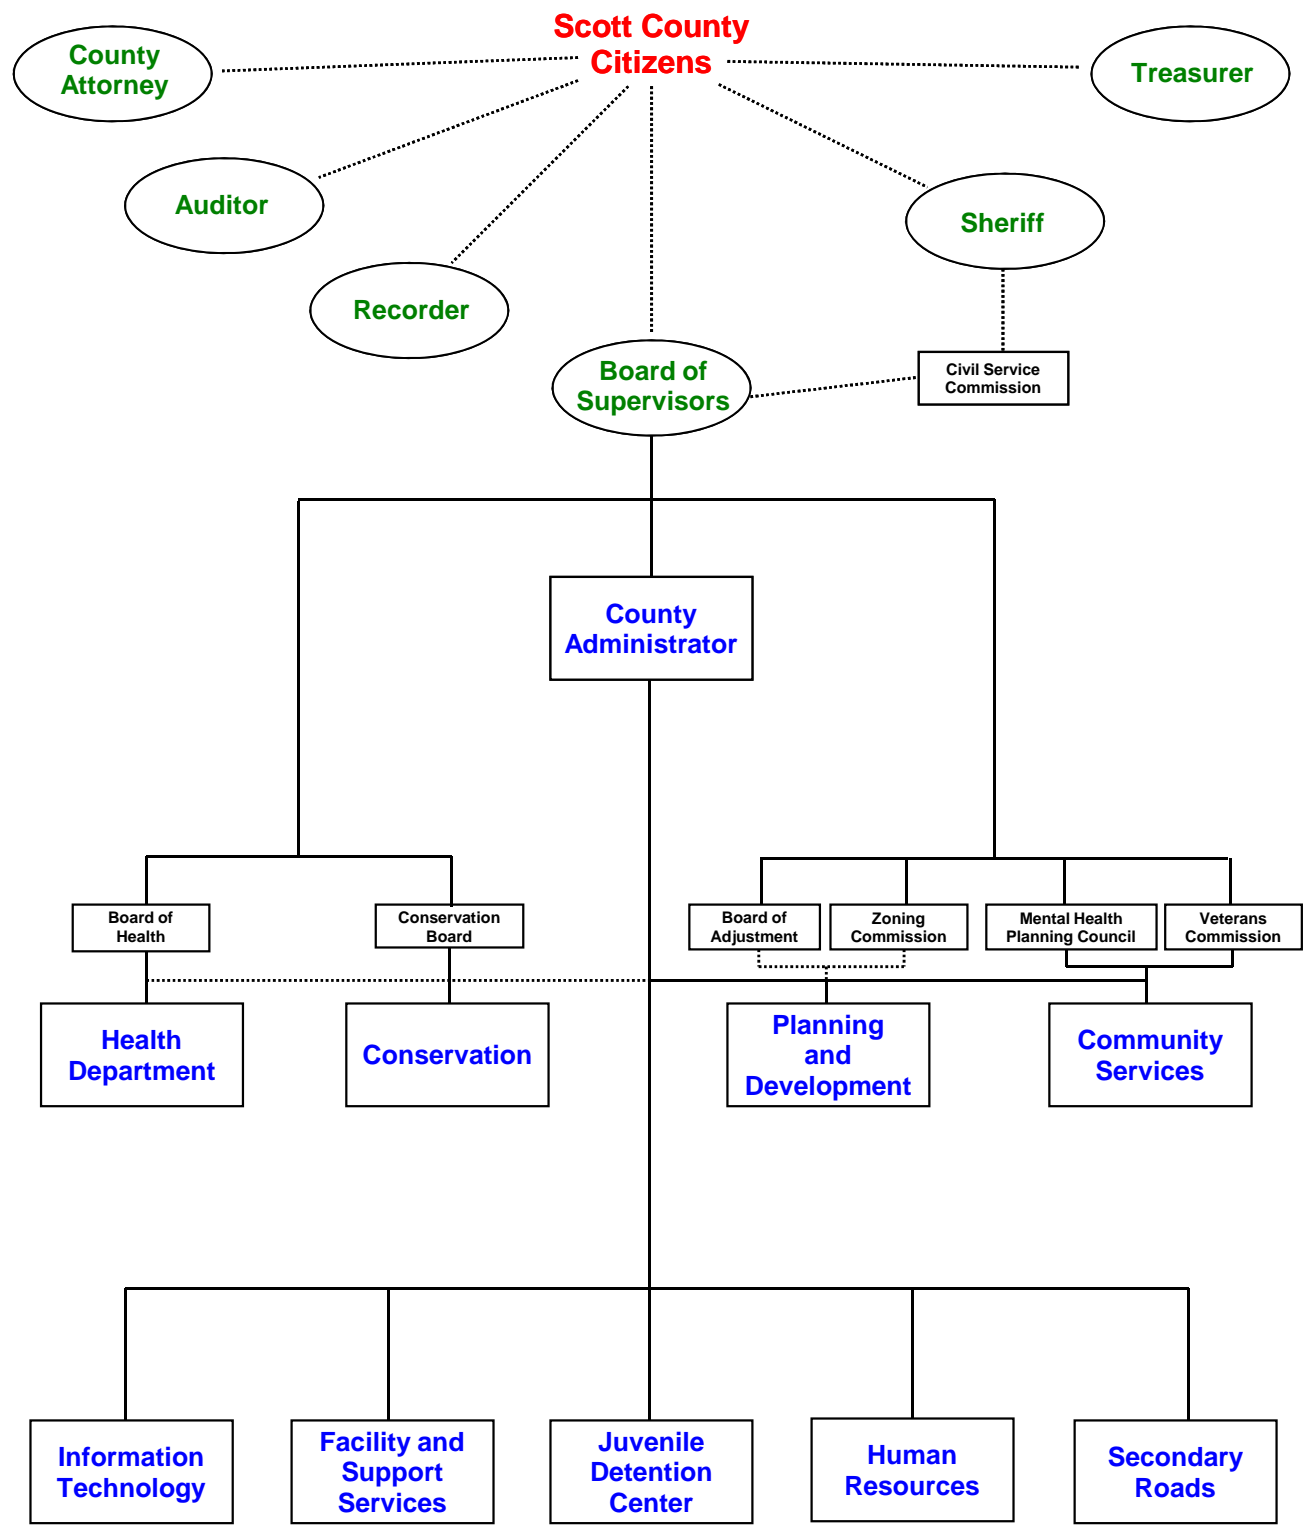 Scott County
Citizens
County
Attorney
Treasurer
Auditor
Sheriff
Recorder
Board of
Supervisors
Civil Service
Commission
County
Administrator
Board of
Health
Conservation
Board
Board of
Adjustment
Zoning
Commission
Mental Health
Planning Council
Veterans
Commission
Health
Department
Conservation
Planning
and
Development
Community
Services
Information
Technology
Facility and
Support
Services
Juvenile
Detention
Center
Human
Resources
Secondary
Roads